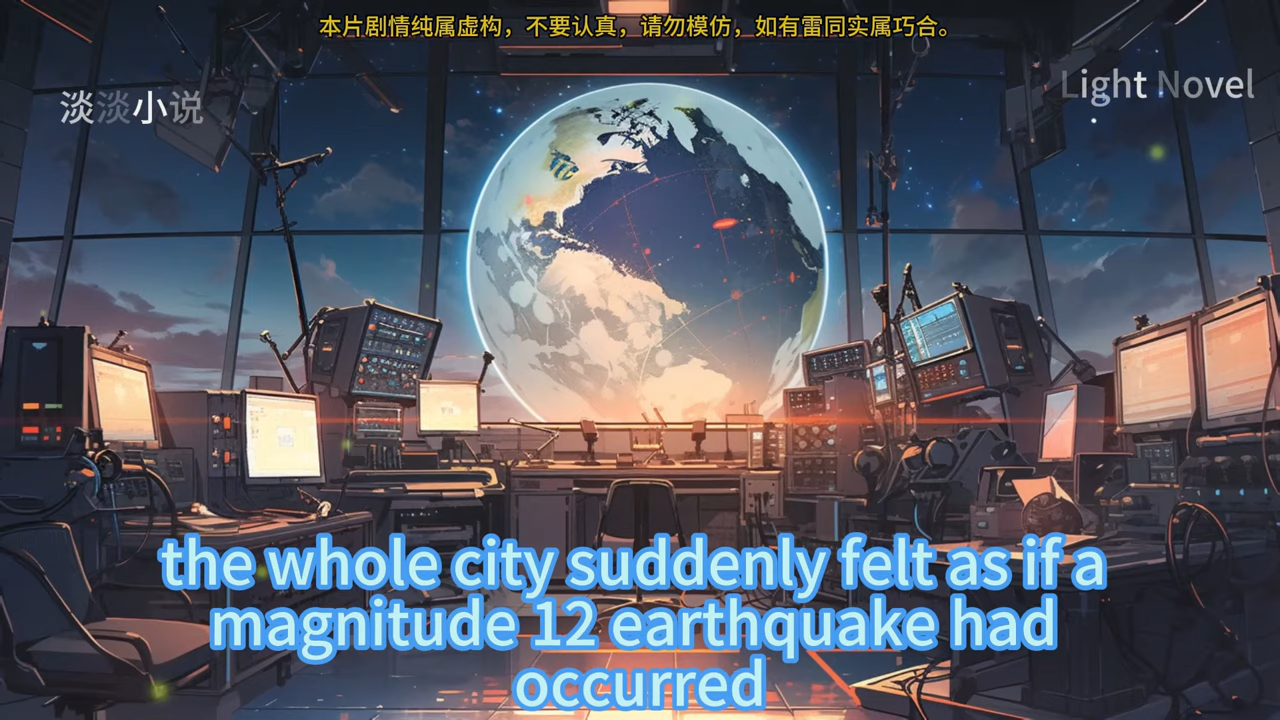 本片剧情纯属虚构，不要认真，请勿模仿，如有雷同实属巧合。
淡淡小说
Light Novel
the whole city suddenly felt as if a
magnitude 12 earthquake had
occurred